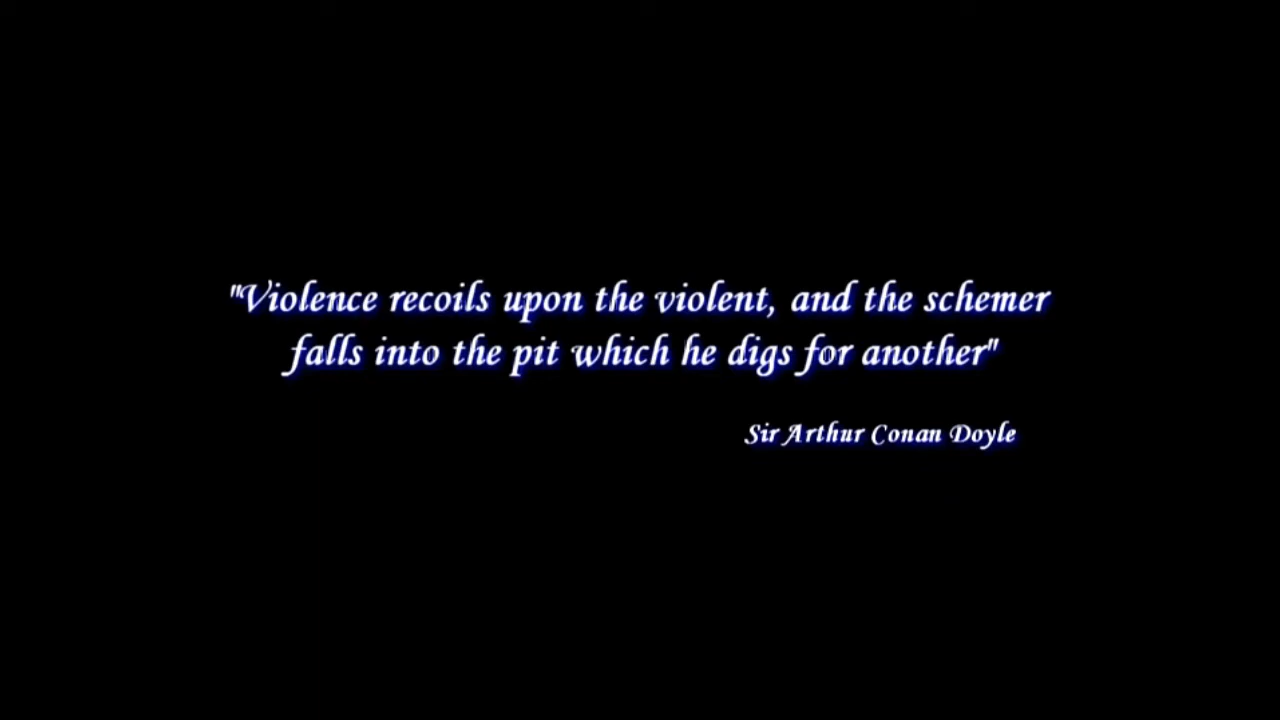 "Violence recoils upon the violent, and the schemer
falls into the pit which he digs for another"
Sir Arthur Conan Doyle